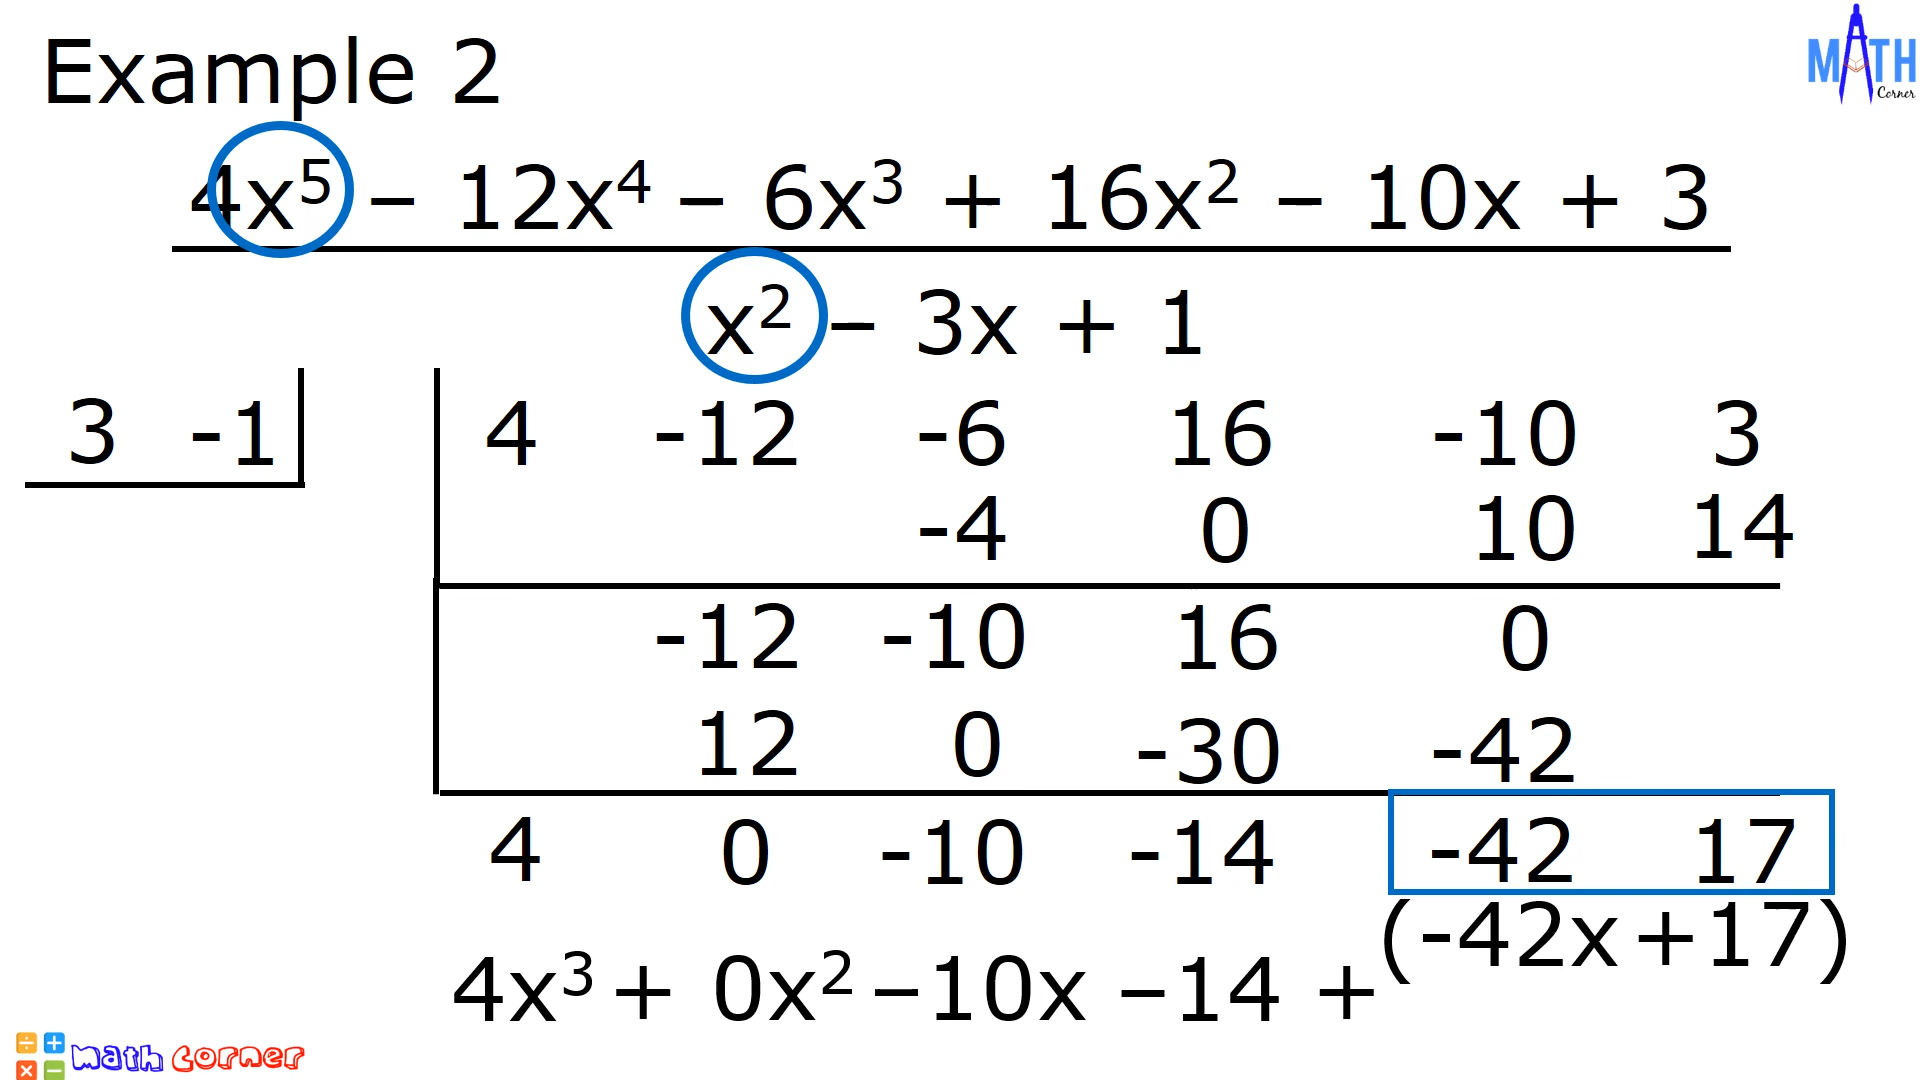 Example 2
MATH
Corner
4x⁵ – 12x⁴ – 6x³ + 16x² – 10x + 3
x² – 3x + 1
3 -1 4 -12 -6 16 -10 3
-4 0 10 14
-12 -10 16 0
12 0 -30 -42
4 0 -10 -14 -42 17
4x³ + 0x² –10x –14 + (-42x+17)
÷ + × − Math Corner